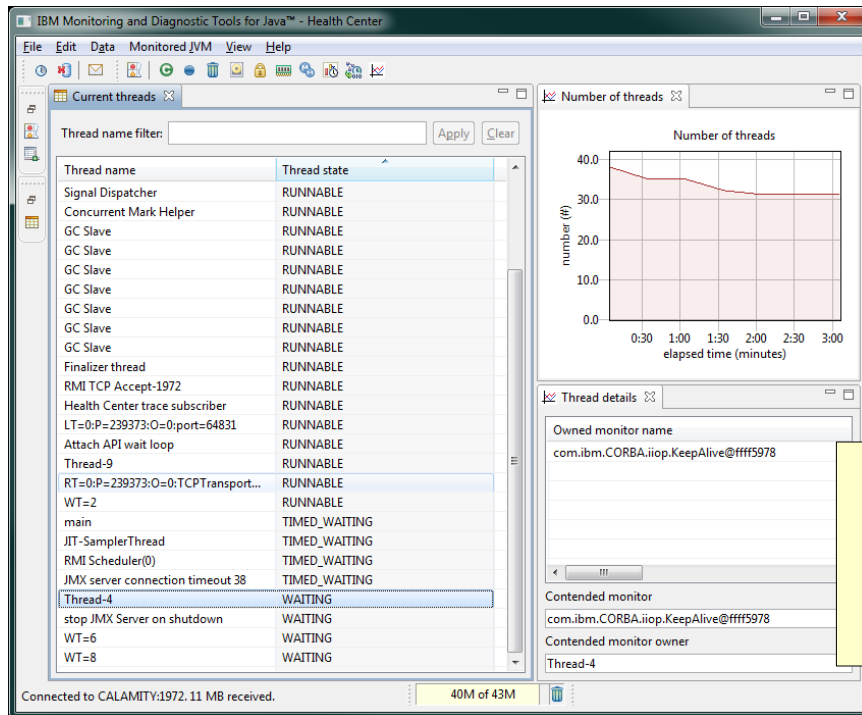 IBM Monitoring and Diagnostic Tools for Java™ - Health Center
File Edit Data Monitored JVM View Help
Current threads
Thread name filter: Apply Clear
Thread name Thread state
Signal Dispatcher RUNNABLE
Concurrent Mark Helper RUNNABLE
GC Slave RUNNABLE
GC Slave RUNNABLE
GC Slave RUNNABLE
GC Slave RUNNABLE
GC Slave RUNNABLE
GC Slave RUNNABLE
GC Slave RUNNABLE
Finalizer thread RUNNABLE
RMI TCP Accept-1972 RUNNABLE
Health Center trace subscriber RUNNABLE
LT=0:P=239373:O=0:port=64831 RUNNABLE
Attach API wait loop RUNNABLE
Thread-9 RUNNABLE
RT=0:P=239373:O=0:TCPTransport... RUNNABLE
WT=2 RUNNABLE
main TIMED_WAITING
JIT-SamplerThread TIMED_WAITING
RMI Scheduler(0) TIMED_WAITING
JMX server connection timeout 38 TIMED_WAITING
Thread-4 WAITING
stop JMX Server on shutdown WAITING
WT=6 WAITING
WT=8 WAITING
Number of threads
Number of threads
40.0
30.0
20.0
10.0
0.0
number (#)
0:30 1:00 1:30 2:00 2:30 3:00
elapsed time (minutes)
Thread details
Owned monitor name
com.ibm.CORBA.iiop.KeepAlive@ffff5978
Contended monitor
com.ibm.CORBA.iiop.KeepAlive@ffff5978
Contended monitor owner
Thread-4
Connected to CALAMITY:1972. 11 MB received. 40M of 43M